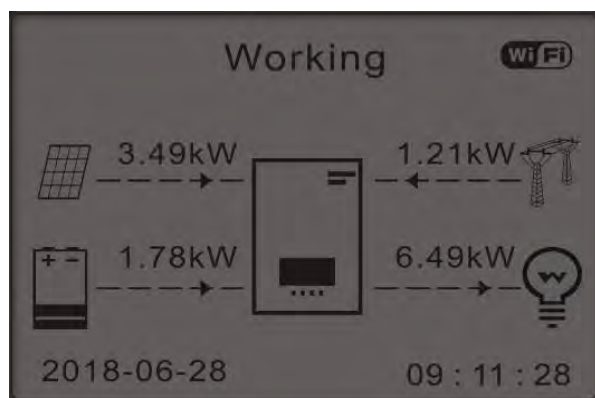 Working
WiFi
3.49kW
1.21kW
1.78kW
6.49kW
2018-06-28
09 : 11 : 28